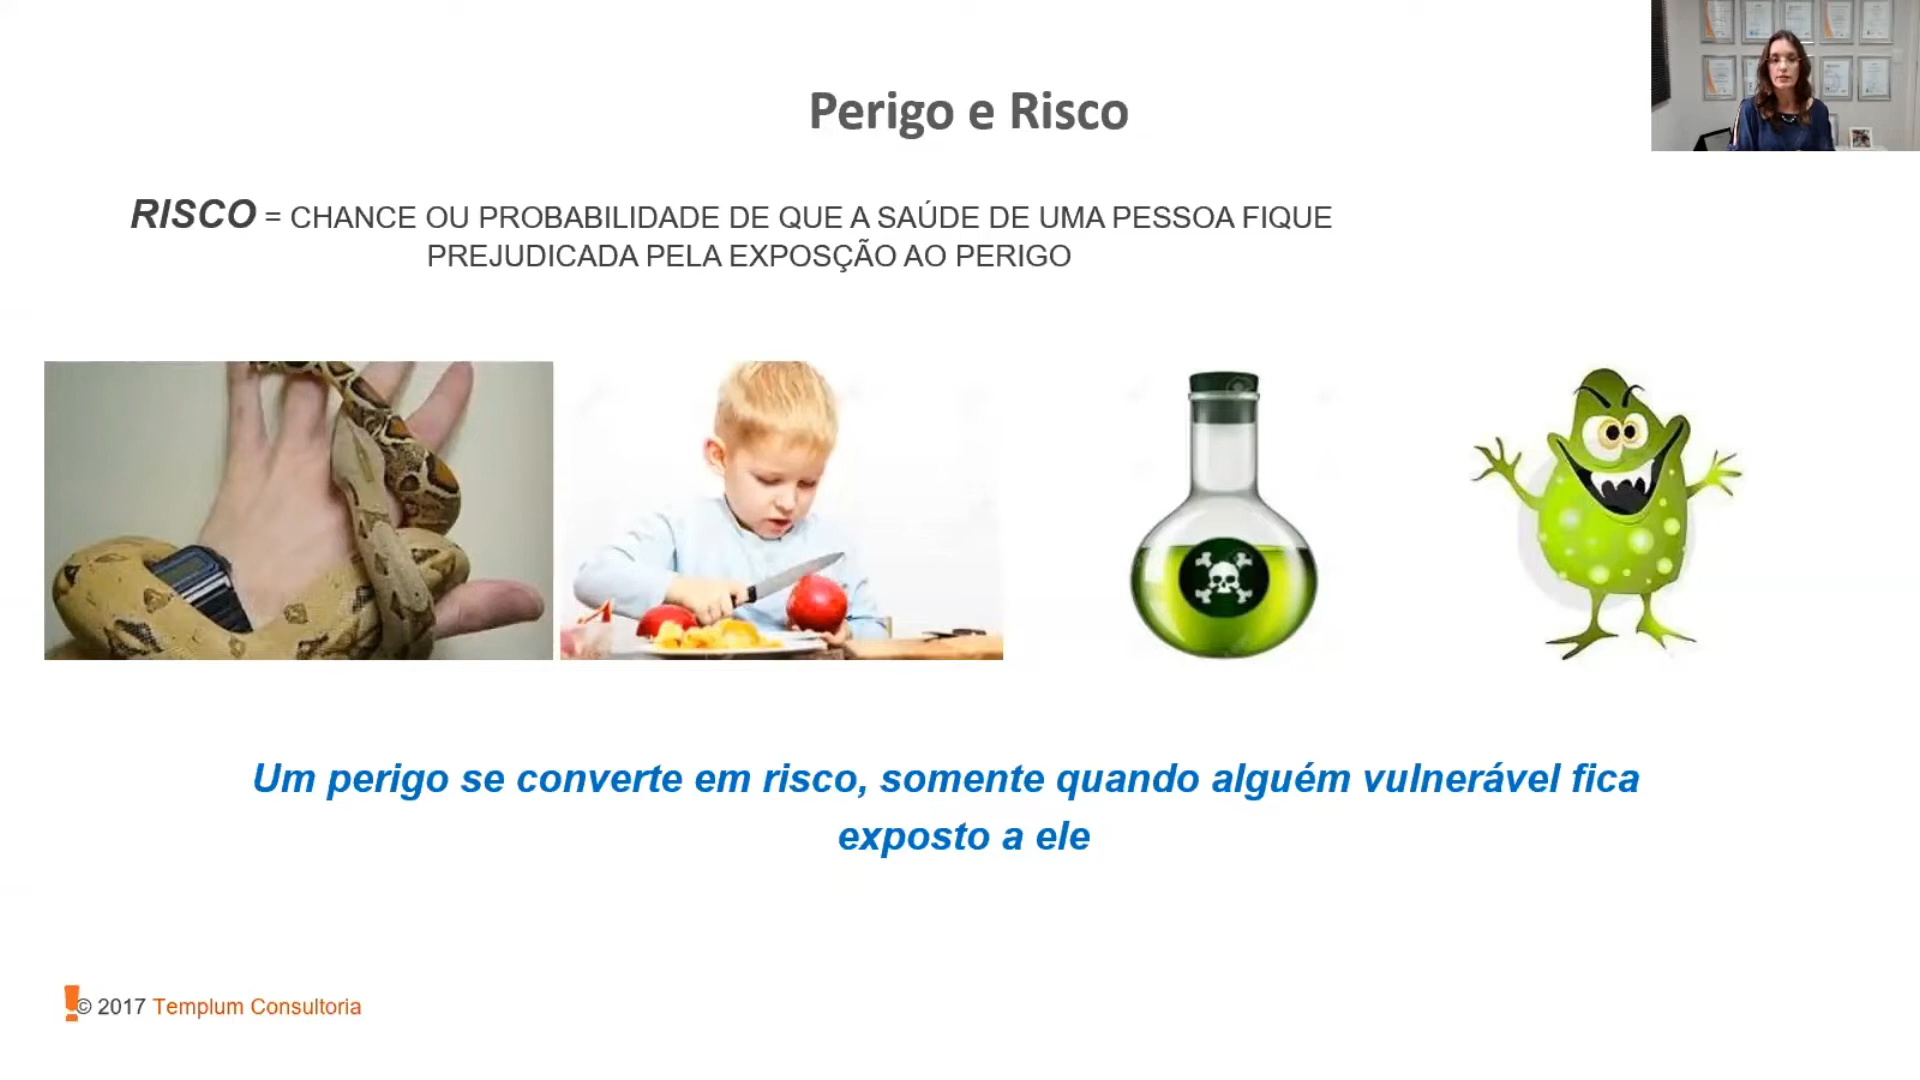 Perigo e Risco
RISCO = CHANCE OU PROBABILIDADE DE QUE A SAÚDE DE UMA PESSOA FIQUE
PREJUDICADA PELA EXPOSÇÃO AO PERIGO
Um perigo se converte em risco, somente quando alguém vulnerável fica
exposto a ele
© 2017 Templum Consultoria